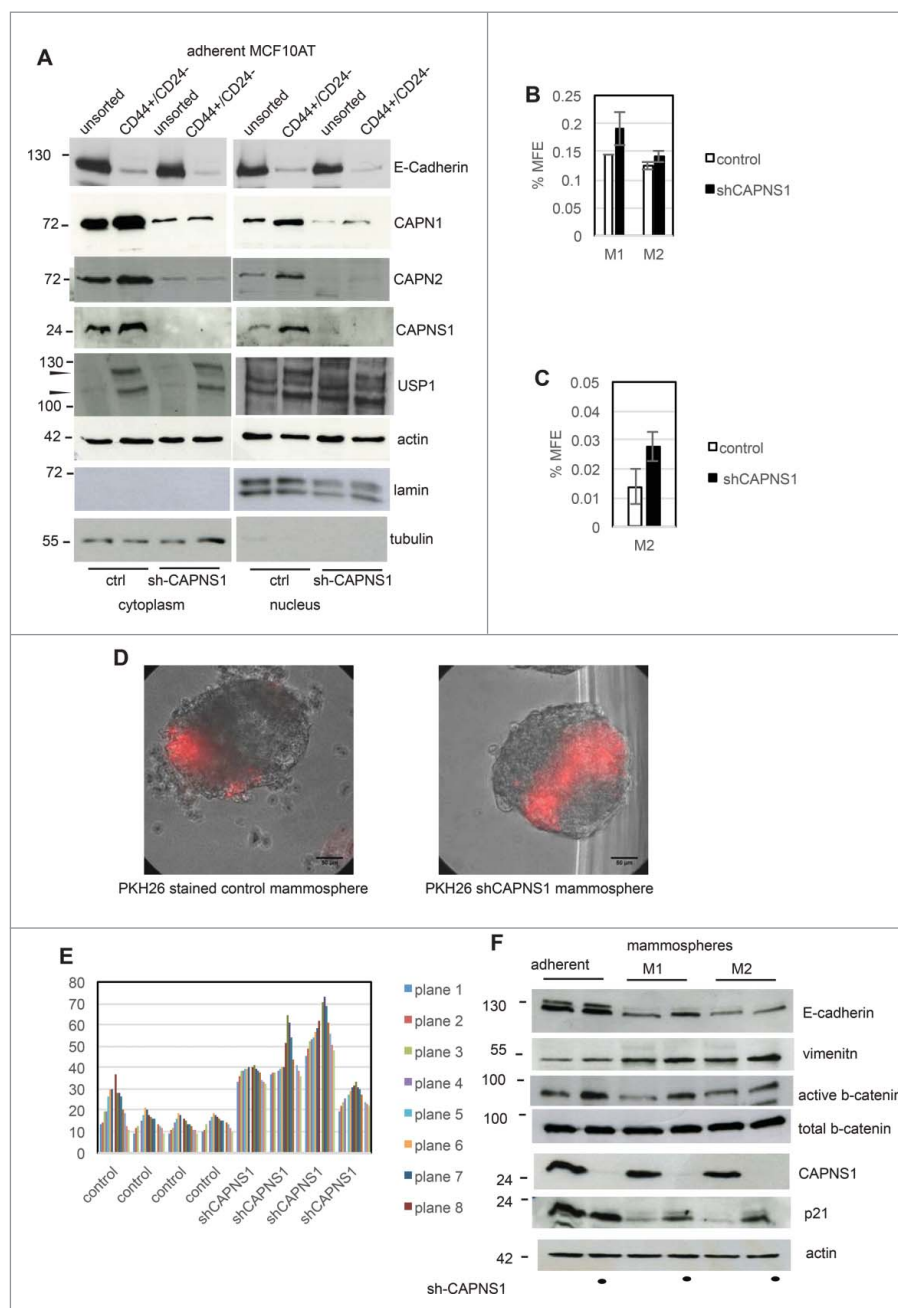 A
adherent MCF10AT
unsorted CD44+/CD24- unsorted CD44+/CD24- unsorted CD44+/CD24- unsorted CD44+/CD24-
130
E-Cadherin
72
CAPN1
72
CAPN2
24
CAPNS1
130
100
USP1
42
actin
72
lamin
55
tubulin
ctrl sh-CAPNS1 ctrl sh-CAPNS1
cytoplasm nucleus
B
% MFE
0.25
0.20
0.15
0.10
0.05
0
M1 M2
control
shCAPNS1
C
% MFE
0.05
0.04
0.03
0.02
0.01
0
M2
control
shCAPNS1
D
50 µm
50 µm
PKH26 stained control mammosphere
PKH26 shCAPNS1 mammosphere
E
80
70
60
50
40
30
20
10
0
control control control control shCAPNS1 shCAPNS1 shCAPNS1 shCAPNS1
plane 1
plane 2
plane 3
plane 4
plane 5
plane 6
plane 7
plane 8
F
mammospheres
adherent M1 M2
130
E-cadherin
55
vimenitn
100
active b-catenin
100
total b-catenin
24
CAPNS1
24
p21
42
actin
sh-CAPNS1